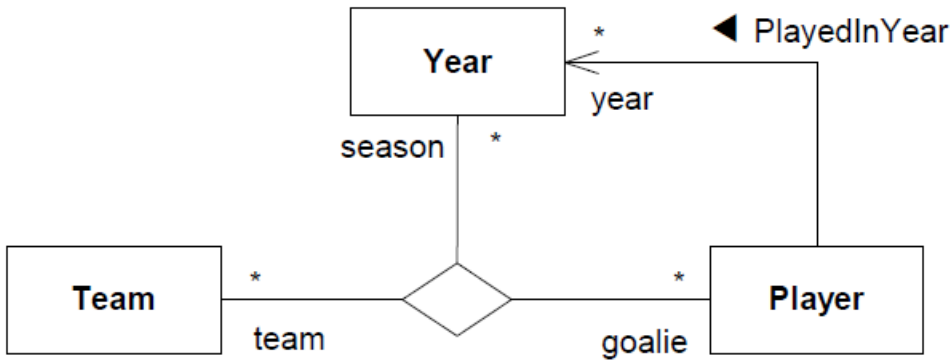 * ◀ PlayedInYear
Year
year
season *
Team * * Player
team goalie